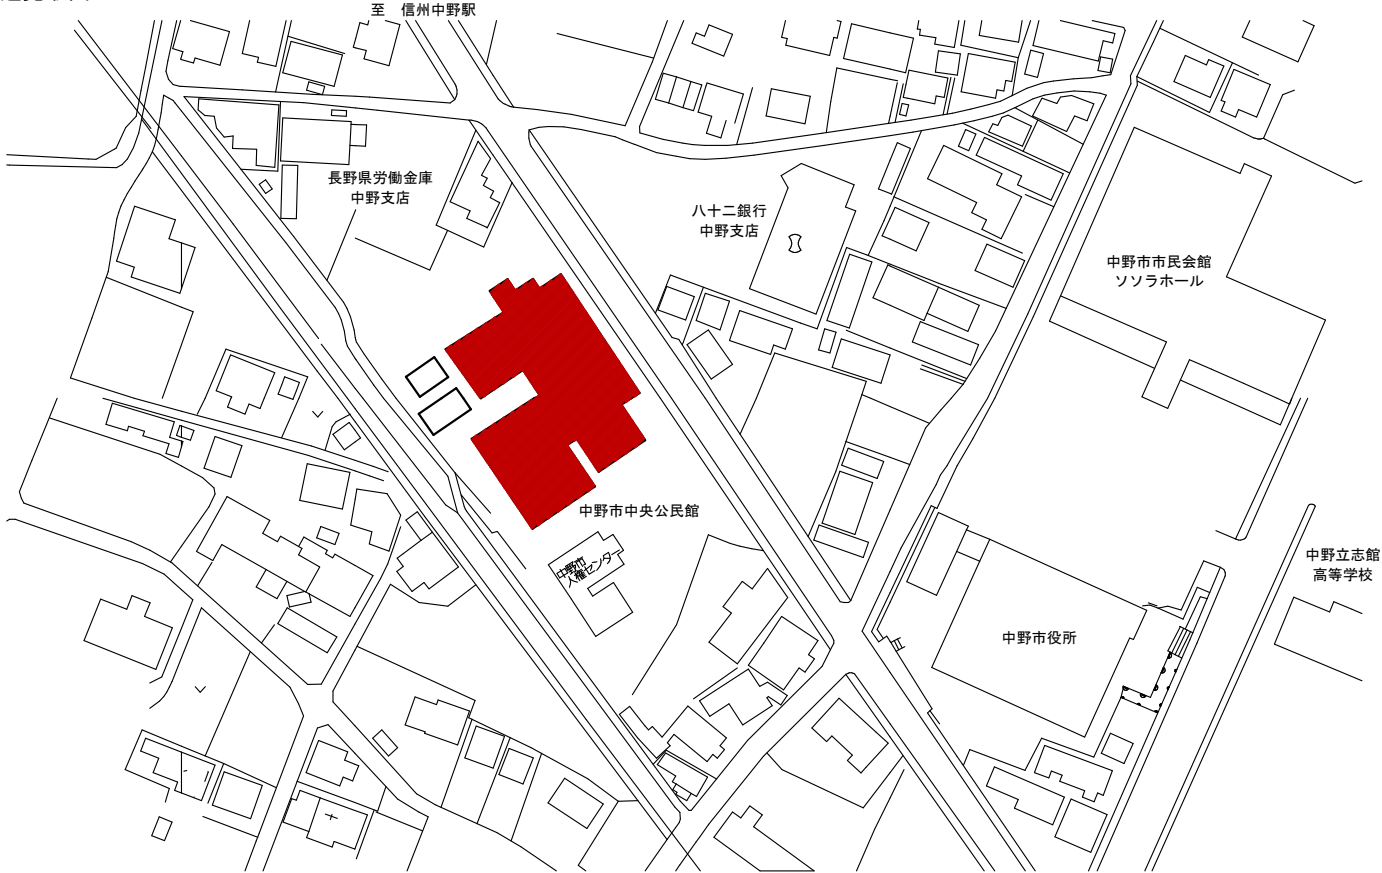 至　信州中野駅
長野県労働金庫
中野支店
八十二銀行
中野支店
中野市市民会館
ソソラホール
中野市中央公民館
中野市
人権センター
中野立志館
高等学校
中野市役所